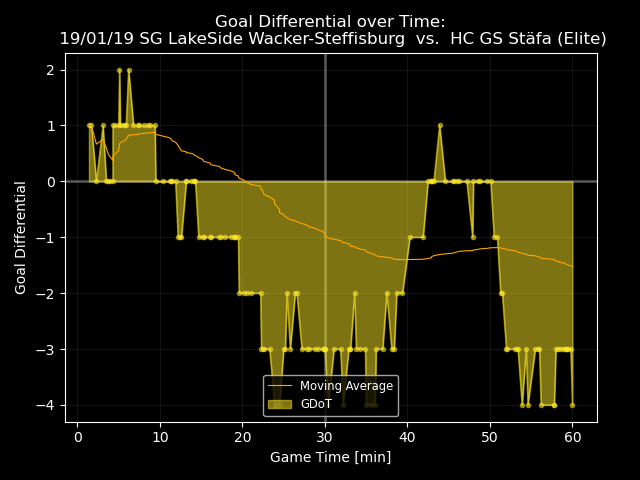 Goal Differential over Time:
19/01/19 SG LakeSide Wacker-Steffisburg  vs.  HC GS Stäfa (Elite)
2
1
0
−1
−2
−3
−4
Goal Differential
Moving Average
GDoT
0 10 20 30 40 50 60
Game Time [min]